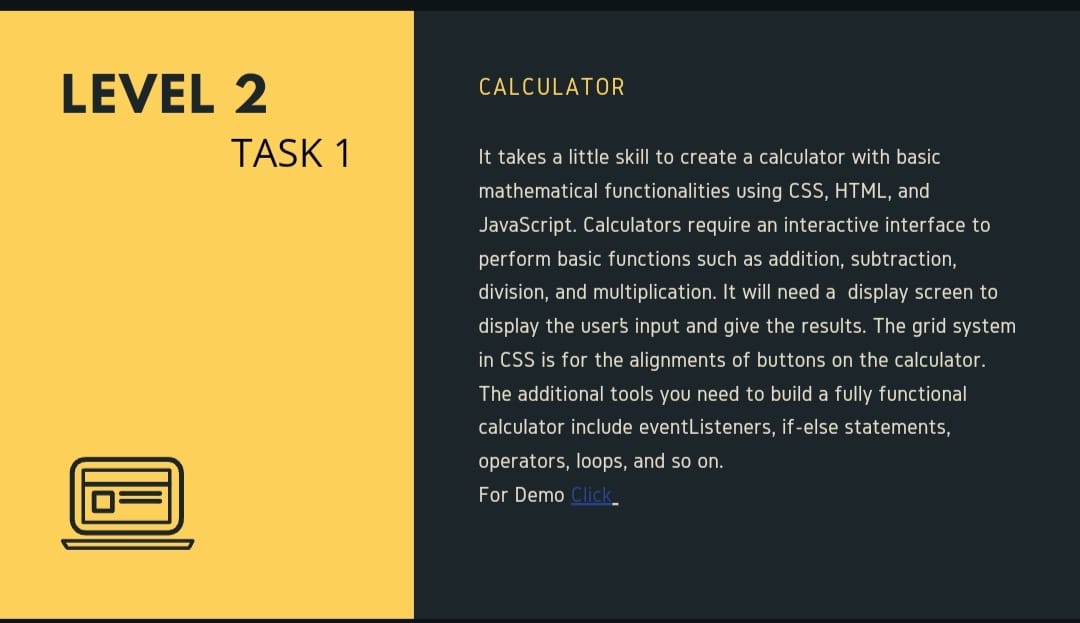 LEVEL 2
TASK 1
CALCULATOR
It takes a little skill to create a calculator with basic
mathematical functionalities using CSS, HTML, and
JavaScript. Calculators require an interactive interface to
perform basic functions such as addition, subtraction,
division, and multiplication. It will need a  display screen to
display the user's input and give the results. The grid system
in CSS is for the alignments of buttons on the calculator.
The additional tools you need to build a fully functional
calculator include eventListeners, if-else statements,
operators, loops, and so on.
For Demo Click